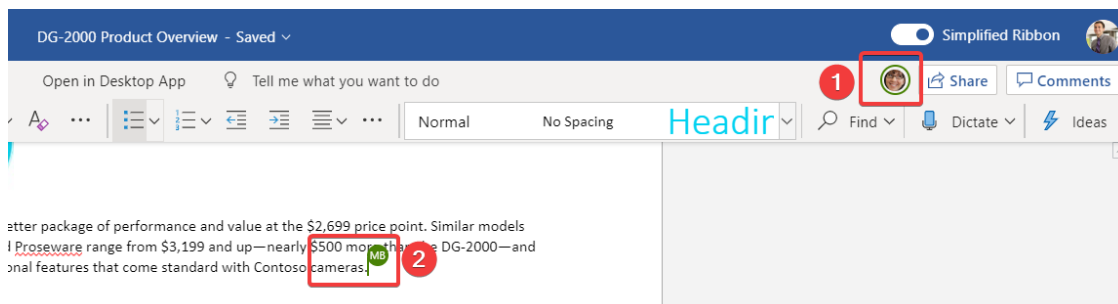 DG-2000 Product Overview - Saved
Simplified Ribbon
Open in Desktop App
Tell me what you want to do
1
Share
Comments
A
Normal
No Spacing
Headir
Find
Dictate
Ideas
etter package of performance and value at the $2,699 price point. Similar models
d Proseware range from $3,199 and up—nearly $500 more than the DG-2000—and
onal features that come standard with Contoso cameras.
MB
2